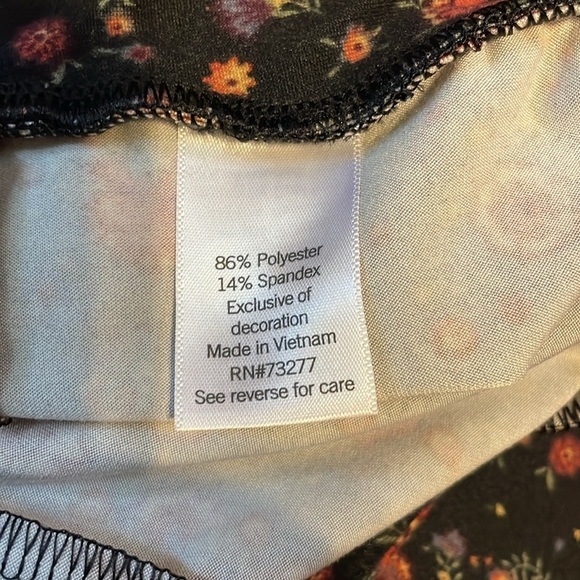 86% Polyester
14% Spandex
Exclusive of
decoration
Made in Vietnam
RN#73277
See reverse for care